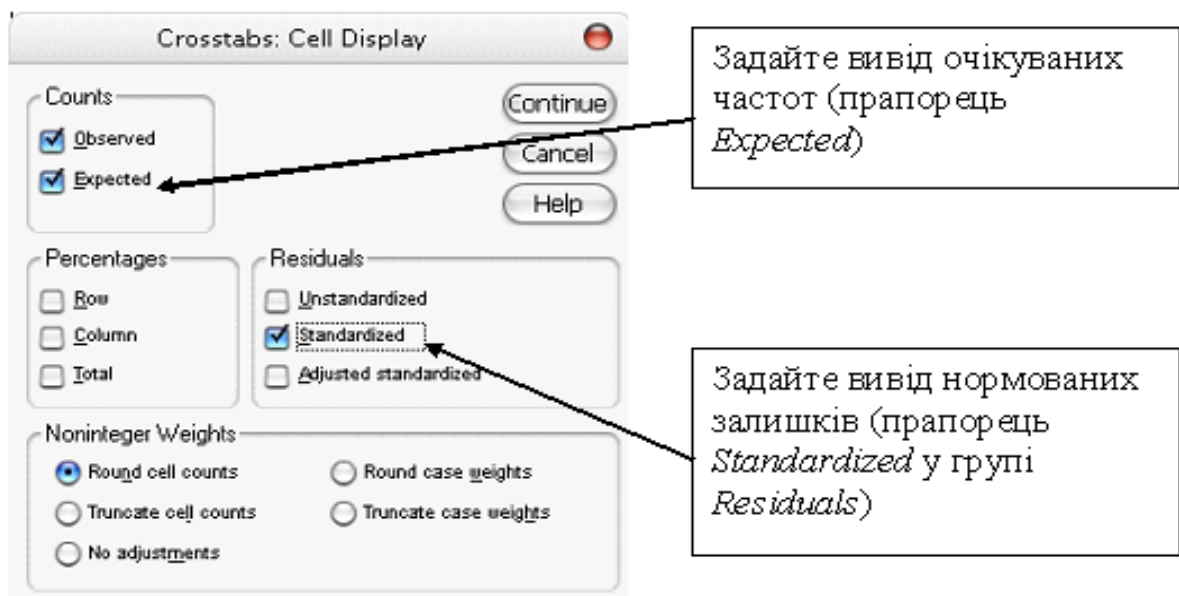 Crosstabs: Cell Display
Counts
Observed
Expected
Continue
Cancel
Help
Percentages
Row
Column
Total
Residuals
Unstandardized
Standardized
Adjusted standardized
Noninteger Weights
Round cell counts
Round case weights
Truncate cell counts
Truncate case weights
No adjustments
Задайте вивід очікуваних
частот (прапорець
Expected)
Задайте вивід нормованих
залишків (прапорець
Standardized у групі
Residuals)